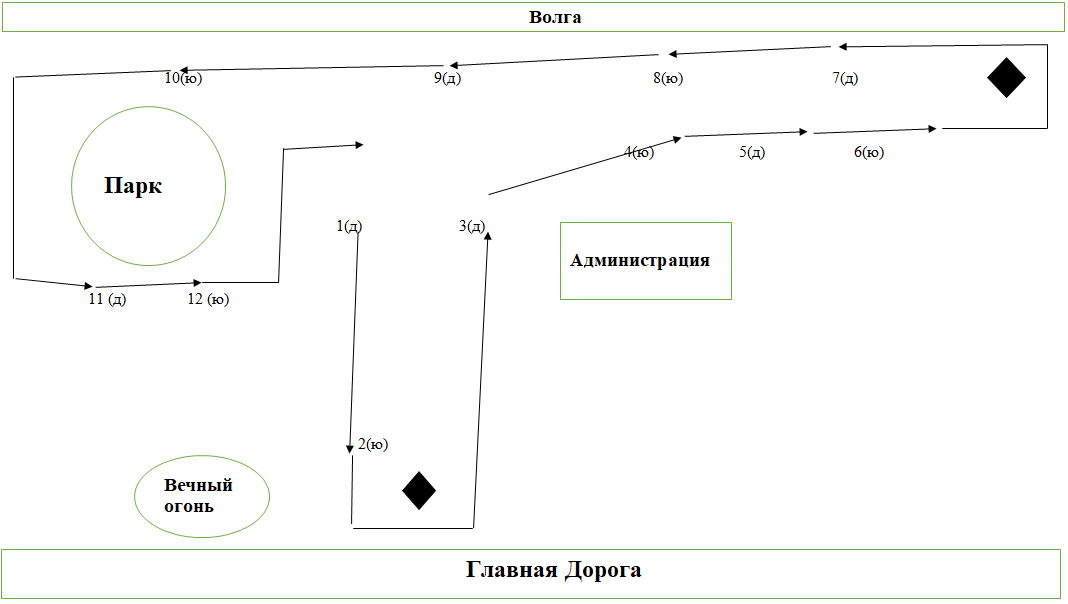 Волга
10(ю)
9(д)
8(ю)
7(д)
4(ю)
5(д)
6(ю)
Парк
1(д)
3(д)
Администрация
11 (д)
12 (ю)
2(ю)
Вечный
огонь
Главная Дорога